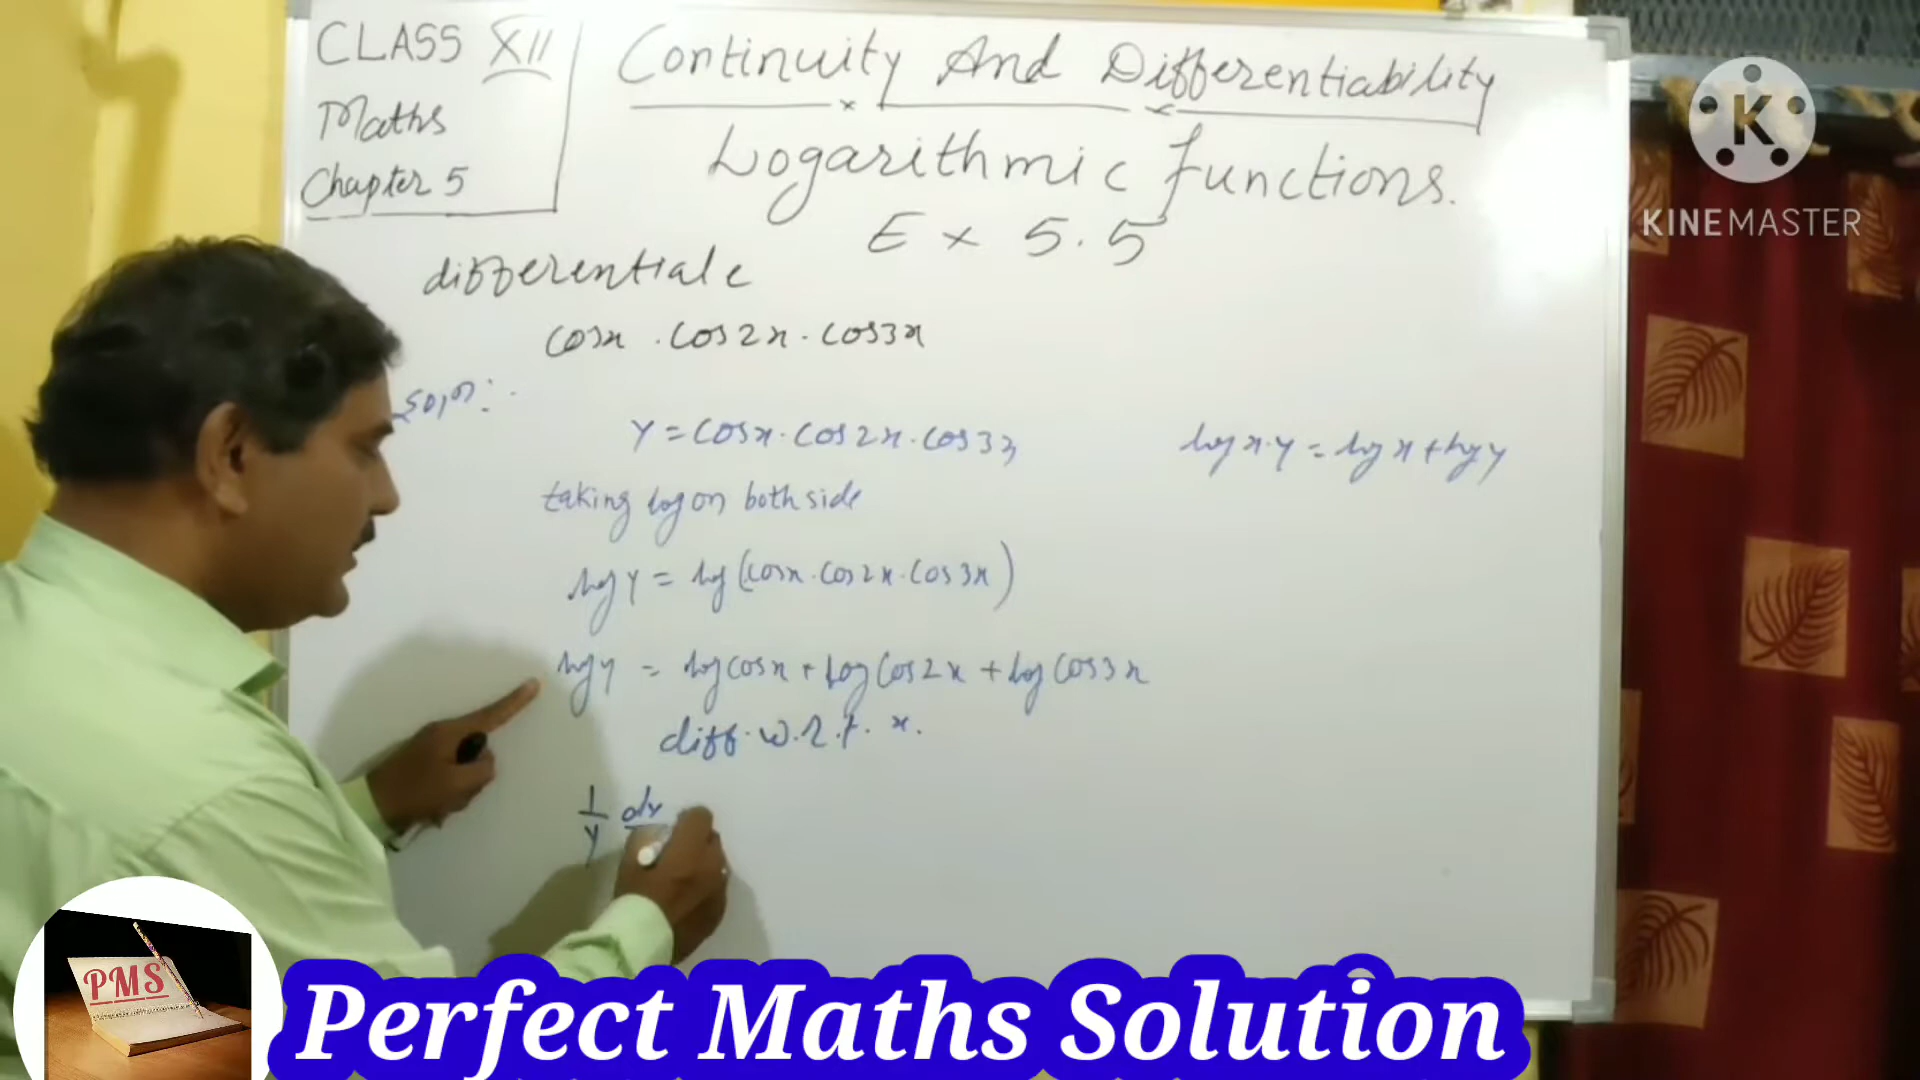 CLASS XII
Maths
Chapter 5
Continuity And Differentiability
Logarithmic functions.
Ex 5.5
differentiate
cosx . cos2x . cos3x
Soln:-
y = cosx . cos2x . cos3x
log x.y = log x + log y
taking log on both side
log y = log (cosx . cos2x . cos3x)
log y = log cosx + log cos2x + log cos3x
diff. w.r.t. x.
1/y dy
K
KINEMASTER
PMS
Perfect Maths Solution